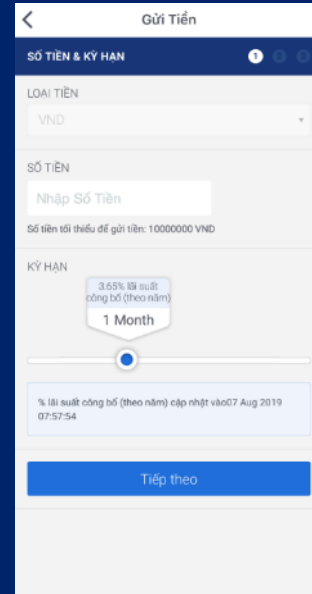 Gửi Tiền
SỐ TIỀN & KỲ HẠN 1 2 3
LOẠI TIỀN
VND
SỐ TIỀN
Nhập Số Tiền
Số tiền tối thiểu để gửi tiền: 10000000 VND
KỲ HẠN
3.65% lãi suất
công bố (theo năm)
1 Month
% lãi suất công bố (theo năm) cập nhật vào07 Aug 2019
07:57:54
Tiếp theo